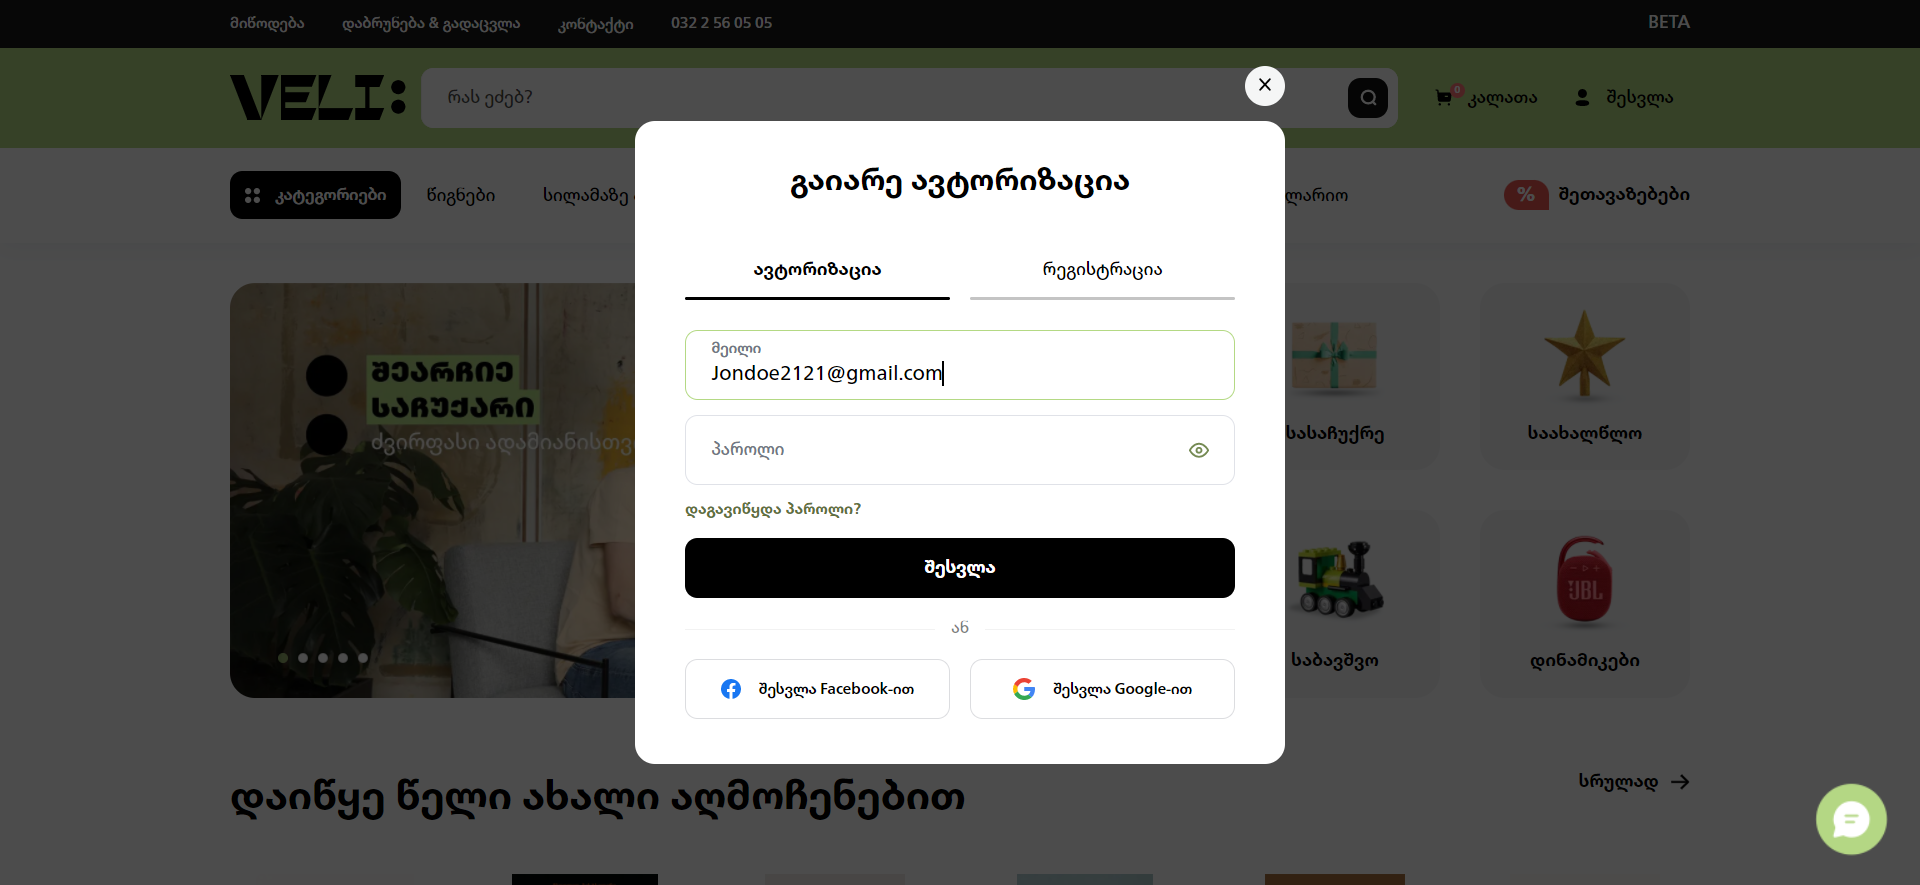 მიწოდება დაბრუნება & გადაცვლა კონტაქტი 032 2 56 05 05 BETA
VELI:
რას ეძებ?
0 კალათა შესვლა
კატეგორიები წიგნები სილამაზე ლარიო % შეთავაზებები
გაიარე ავტორიზაცია
ავტორიზაცია რეგისტრაცია
მეილი
Jondoe2121@gmail.com
პაროლი
დაგავიწყდა პაროლი?
შესვლა
ან
შესვლა Facebook-ით შესვლა Google-ით
შეარჩიე
საჩუქარი
ძვირფასი ადამიანისთვ
სასაჩუქრე საახალწლო
JBL
საბავშვო დინამიკები
დაიწყე წელი ახალი აღმოჩენებით
სრულად